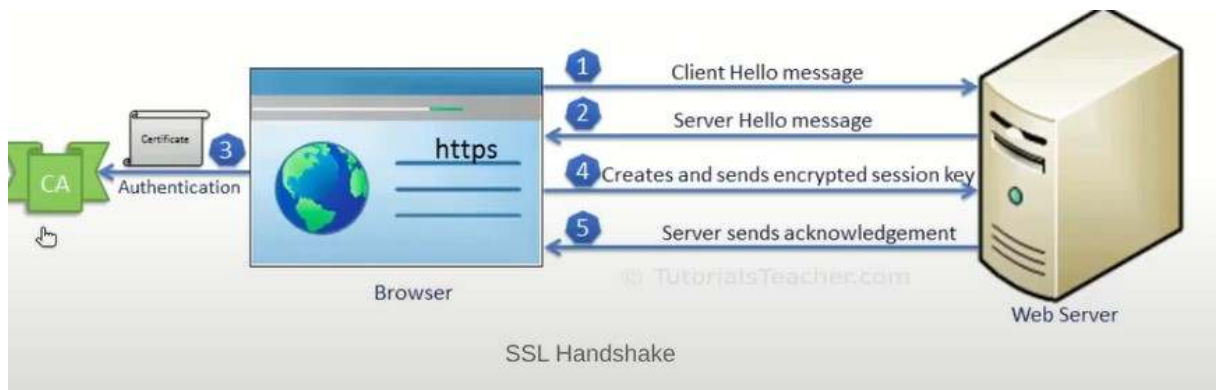 1
Client Hello message
2
Server Hello message
Certificate
3
https
CA
Authentication
4
Creates and sends encrypted session key
5
Server sends acknowledgement
© TutorialsTeacher.com
Browser
Web Server
SSL Handshake